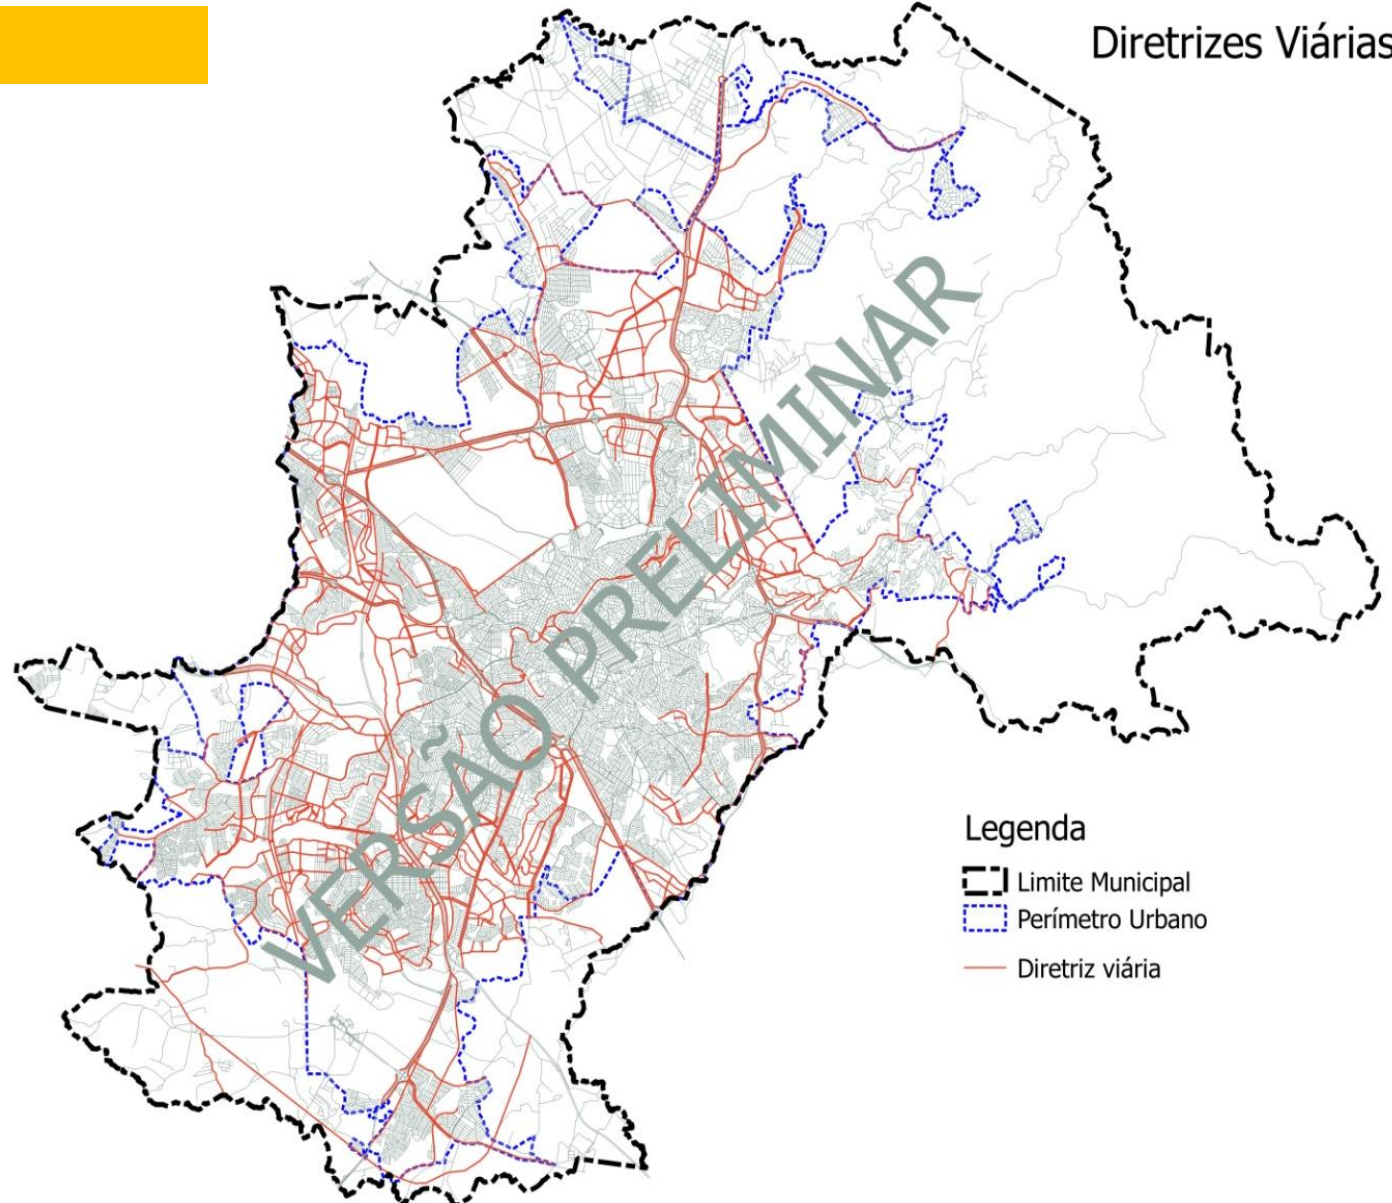 Diretrizes Viárias
VERSÃO PRELIMINAR
Legenda
Limite Municipal
Perímetro Urbano
Diretriz viária